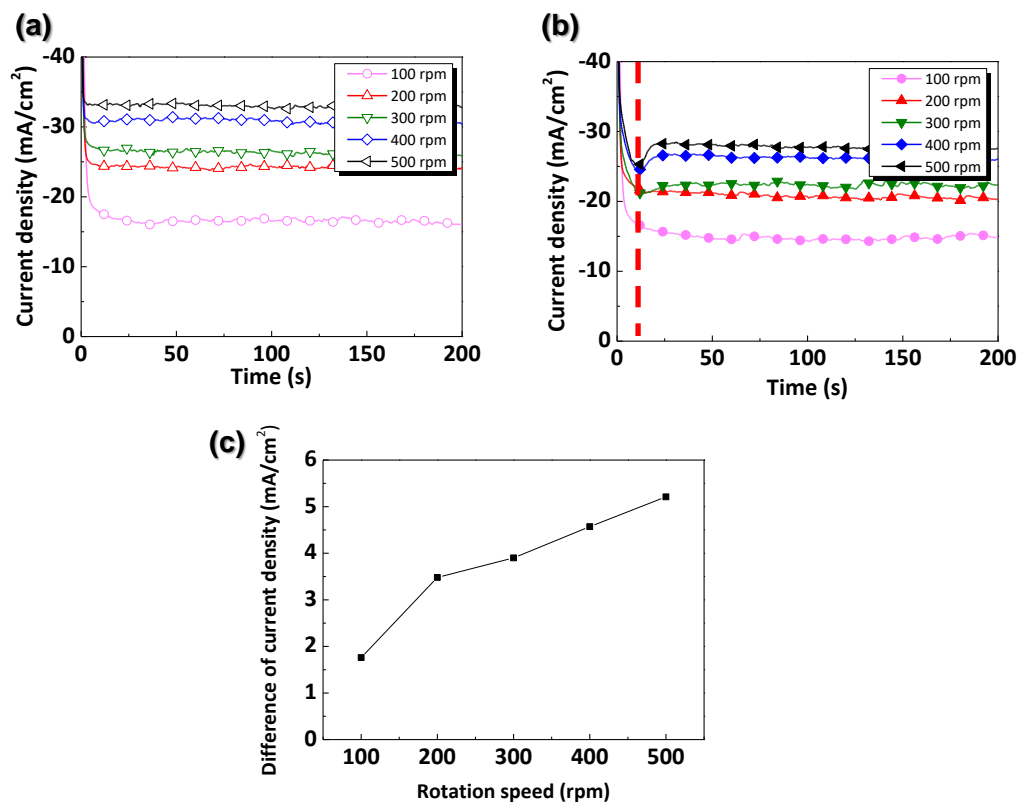 (a)
Current density (mA/cm²)
-40
-30
-20
-10
0
0 50 100 150 200
Time (s)
100 rpm
200 rpm
300 rpm
400 rpm
500 rpm
(b)
Current density (mA/cm²)
-40
-30
-20
-10
0
0 50 100 150 200
Time (s)
100 rpm
200 rpm
300 rpm
400 rpm
500 rpm
(c)
Difference of current density (mA/cm²)
6
5
4
3
2
1
0
100 200 300 400 500
Rotation speed (rpm)